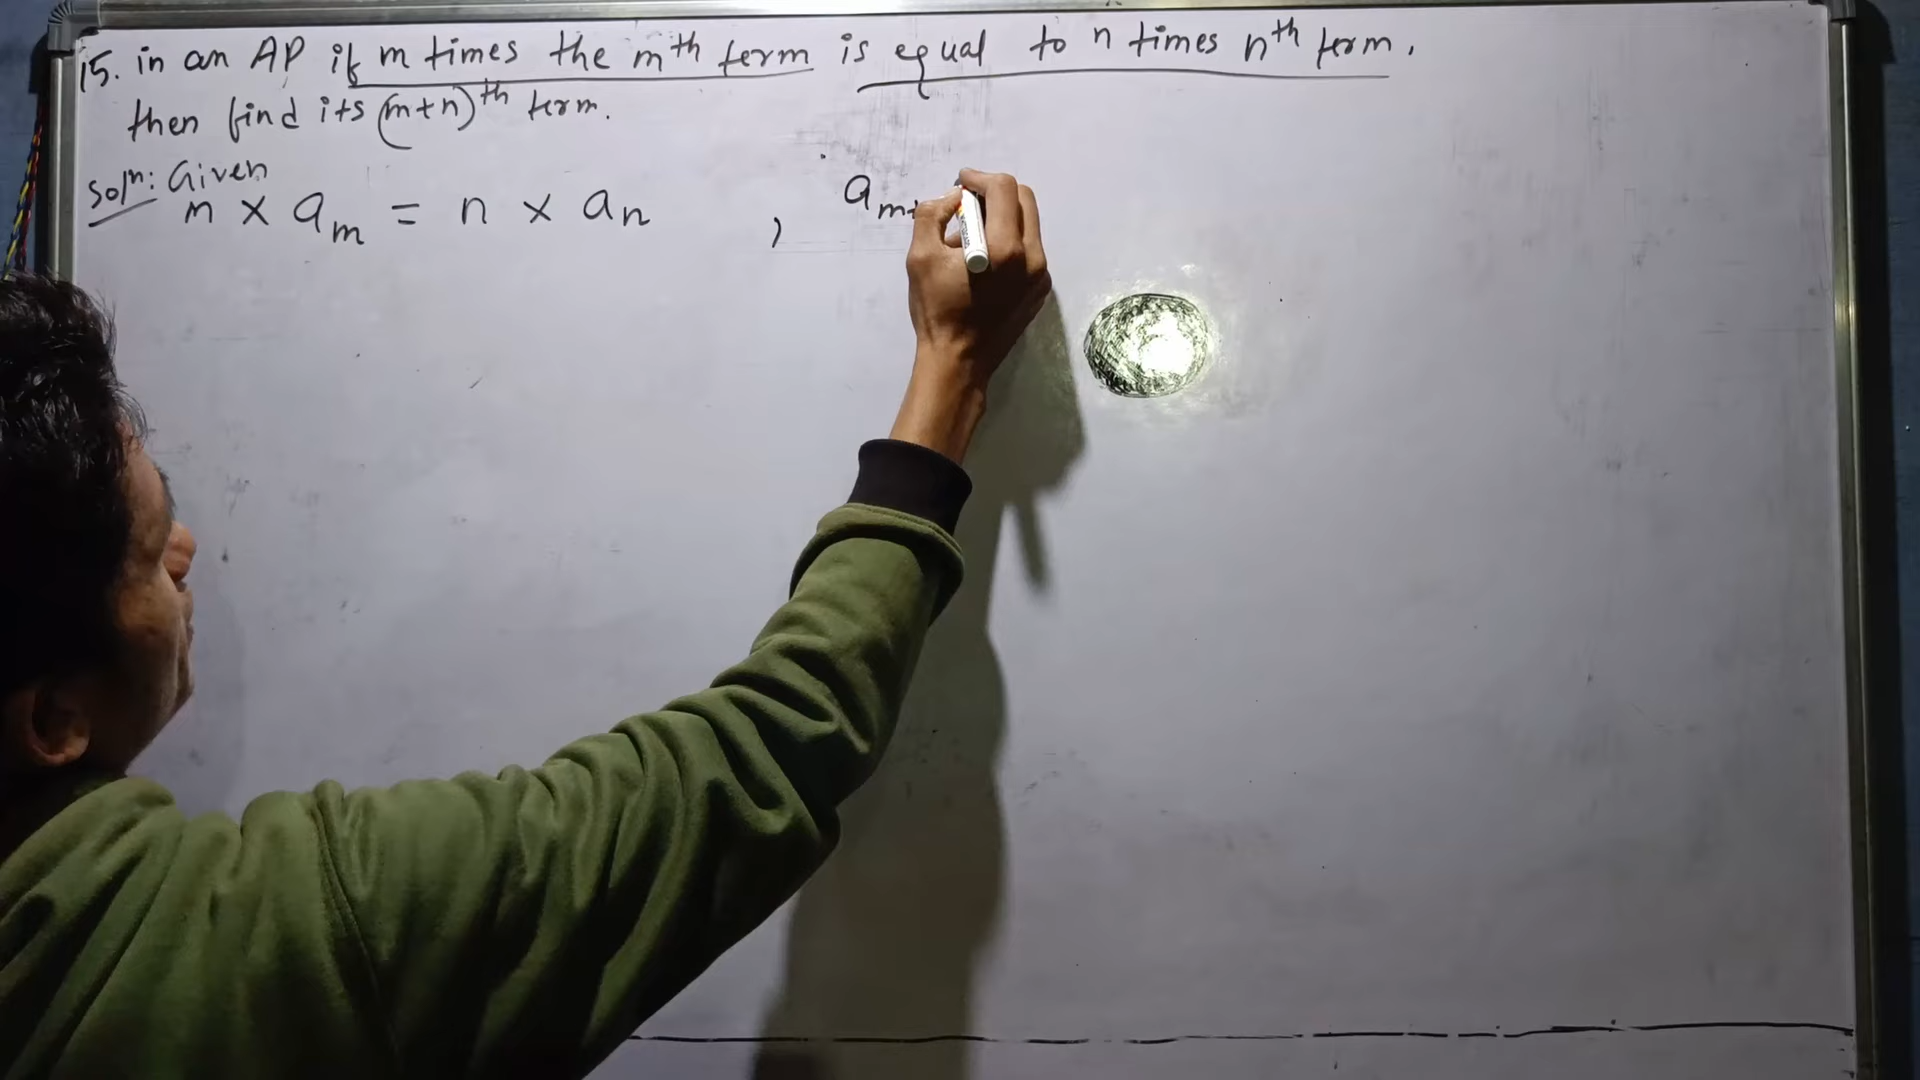 15. in an AP if m times the mth term is equal to n times nth term.
then find its (m+n)th term.
Soln: Given
m × am = n × an , am+